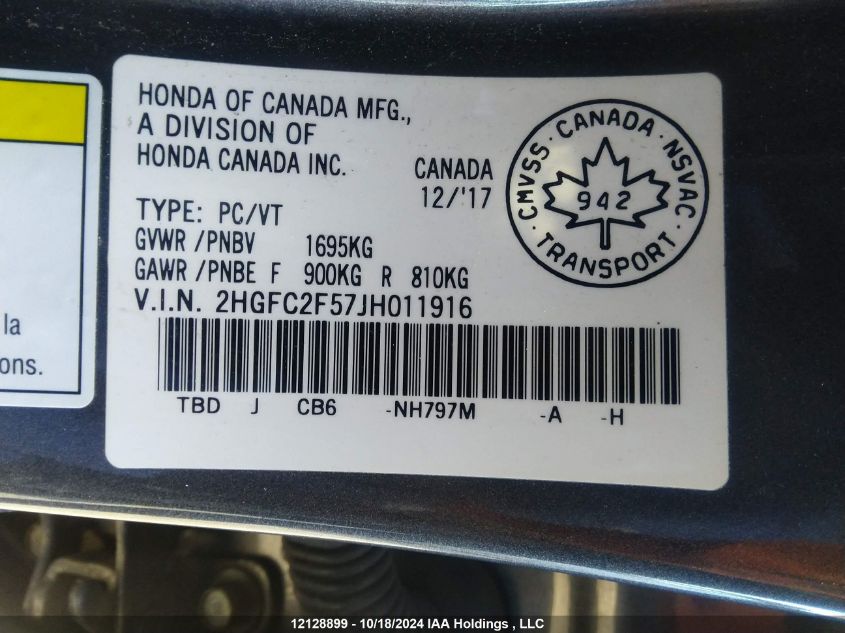 HONDA OF CANADA MFG.,
A DIVISION OF
HONDA CANADA INC.
CANADA
12/'17
TYPE: PC/VT
GVWR /PNBV 1695KG
GAWR /PNBE F 900KG R 810KG
V.I.N. 2HGFC2F57JH011916
TBD J CB6 -NH797M -A -H
CMVSS · CANADA · NSVAC · TRANSPORT ·
942
la
ons.
12128899 - 10/18/2024 IAA Holdings , LLC